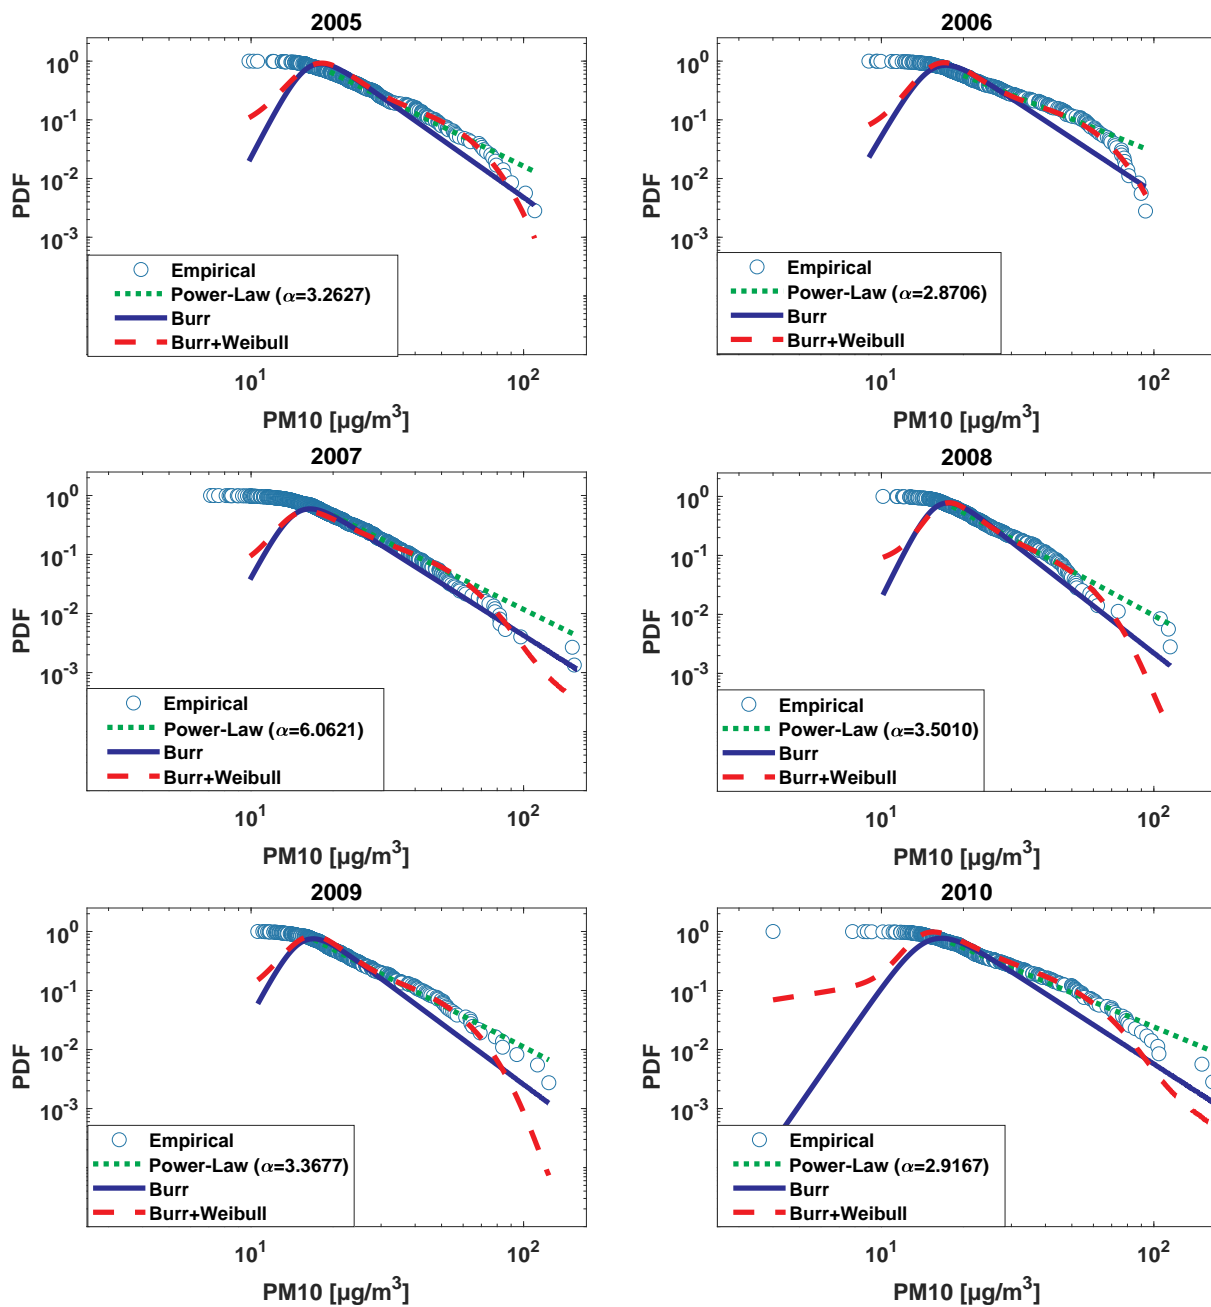 2005
PDF
10^0
10^-1
10^-2
10^-3
Empirical
Power-Law (α=3.2627)
Burr
Burr+Weibull
10^1
10^2
PM10 [µg/m^3]
2006
PDF
10^0
10^-1
10^-2
10^-3
Empirical
Power-Law (α=2.8706)
Burr
Burr+Weibull
10^1
10^2
PM10 [µg/m^3]
2007
PDF
10^0
10^-1
10^-2
10^-3
Empirical
Power-Law (α=6.0621)
Burr
Burr+Weibull
10^1
10^2
PM10 [µg/m^3]
2008
PDF
10^0
10^-1
10^-2
10^-3
Empirical
Power-Law (α=3.5010)
Burr
Burr+Weibull
10^1
10^2
PM10 [µg/m^3]
2009
PDF
10^0
10^-1
10^-2
10^-3
Empirical
Power-Law (α=3.3677)
Burr
Burr+Weibull
10^1
10^2
PM10 [µg/m^3]
2010
PDF
10^0
10^-1
10^-2
10^-3
Empirical
Power-Law (α=2.9167)
Burr
Burr+Weibull
10^1
10^2
PM10 [µg/m^3]